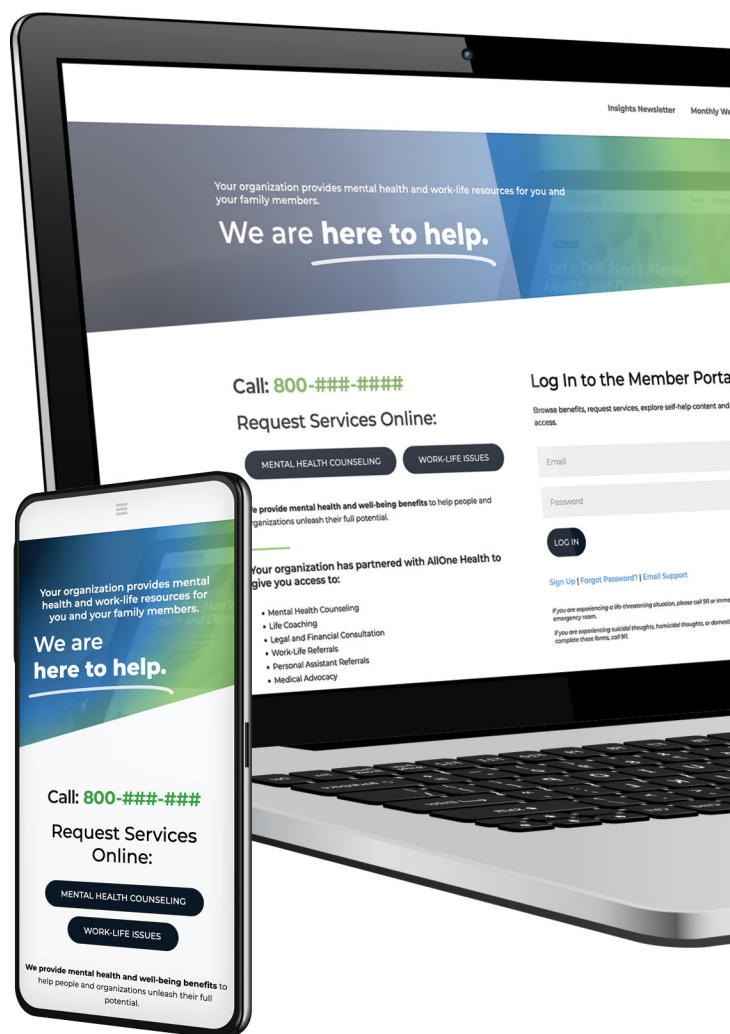 Insights Newsletter Monthly
Your organization provides mental health and work-life resources for you and
your family members.
We are here to help.
Let's Talk Men's Mental
Health and
Call: 800-###-####
Request Services Online:
MENTAL HEALTH COUNSELING WORK-LIFE ISSUES
provide mental health and well-being benefits to help people and
organizations unleash their full potential.
Your organization has partnered with AllOne Health to
give you access to:
• Mental Health Counseling
• Life Coaching
• Legal and Financial Consultation
• Work-Life Referrals
• Personal Assistant Referrals
• Medical Advocacy
Log In to the Member
Browse benefits, request services, explore self-help content and
access.
Email
Password
LOG IN
Sign Up | Forgot Password? | Email Support
If you are experiencing a life-threatening situation, please call 911 or
emergency room.
If you are experiencing suicidal thoughts, homicidal thoughts, or
complete these forms, call 911.
Your organization provides mental
health and work-life resources for
you and your family members.
We are
here to help.
Call: 800-###-###
Request Services
Online:
MENTAL HEALTH COUNSELING
WORK-LIFE ISSUES
We provide mental health and well-being benefits to
help people and organizations unleash their full
potential.